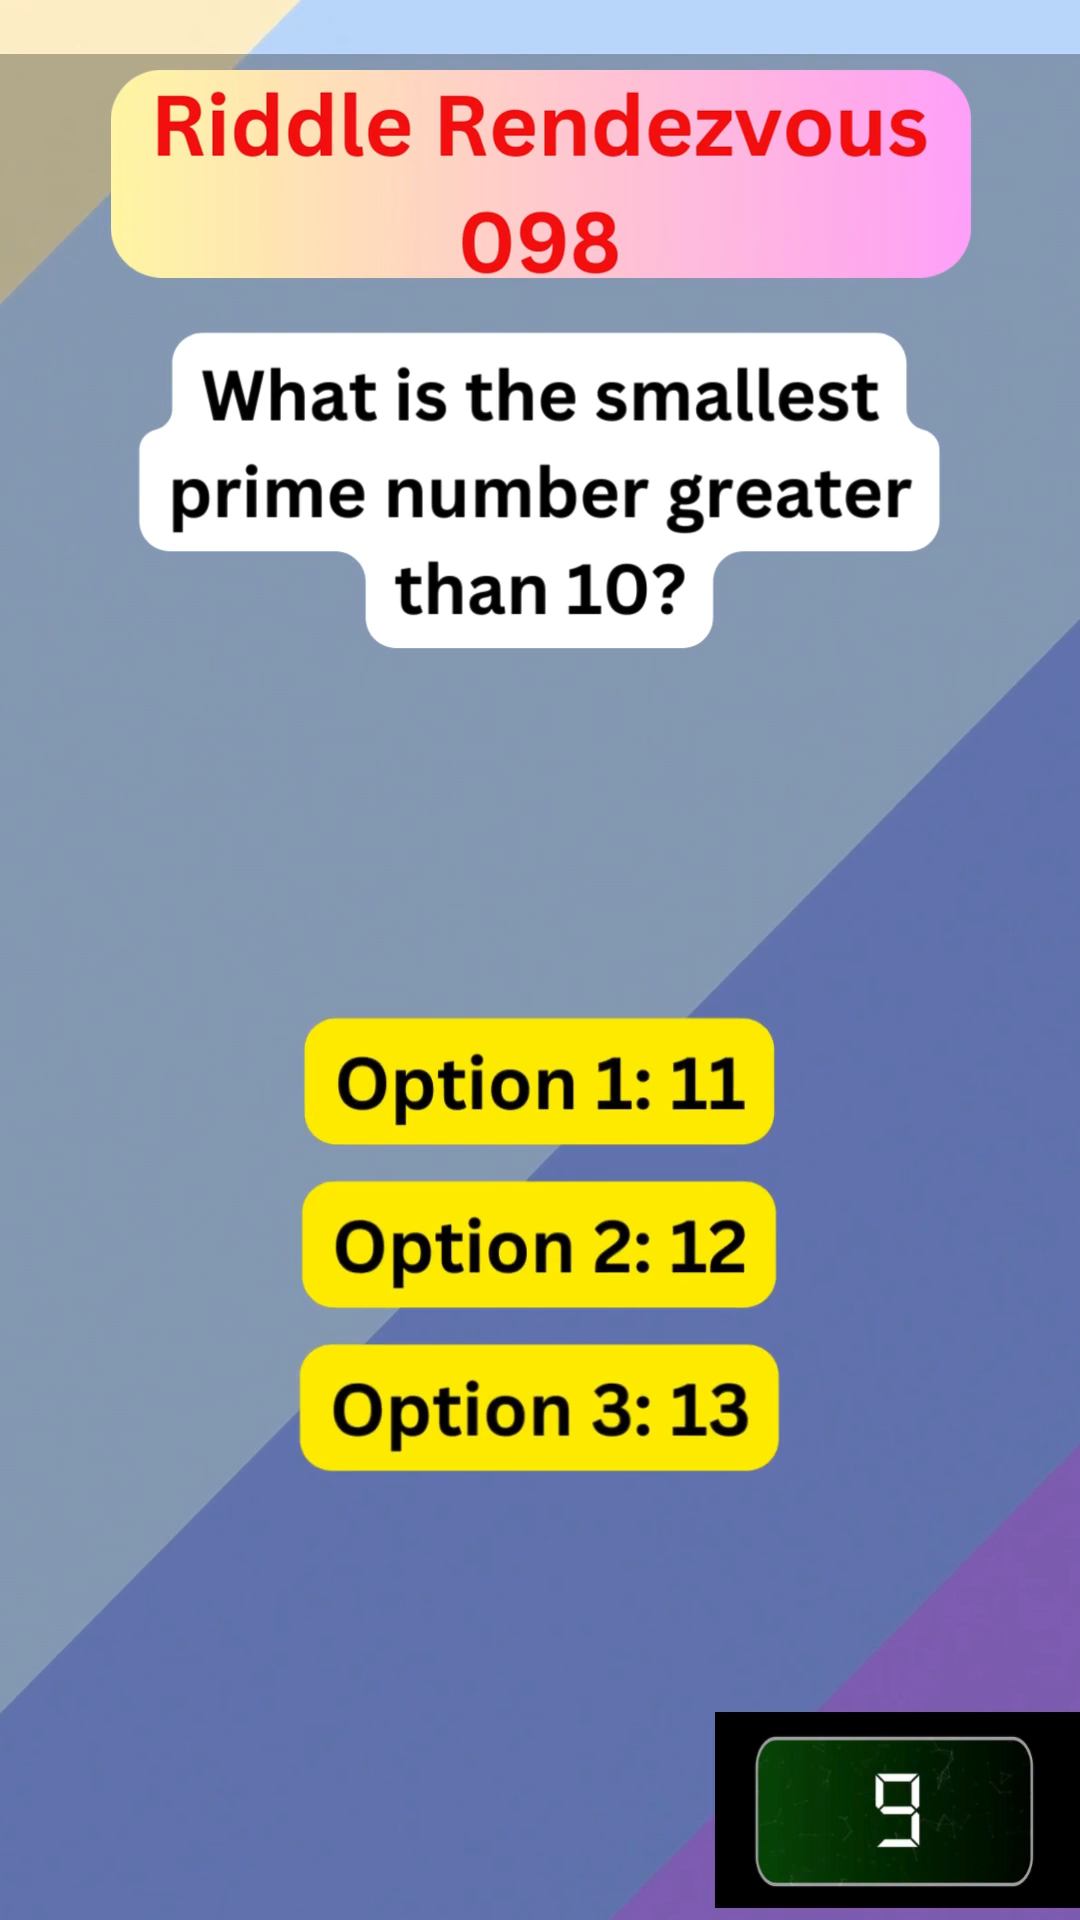 Riddle Rendezvous
098
What is the smallest
prime number greater
than 10?
Option 1: 11
Option 2: 12
Option 3: 13
9